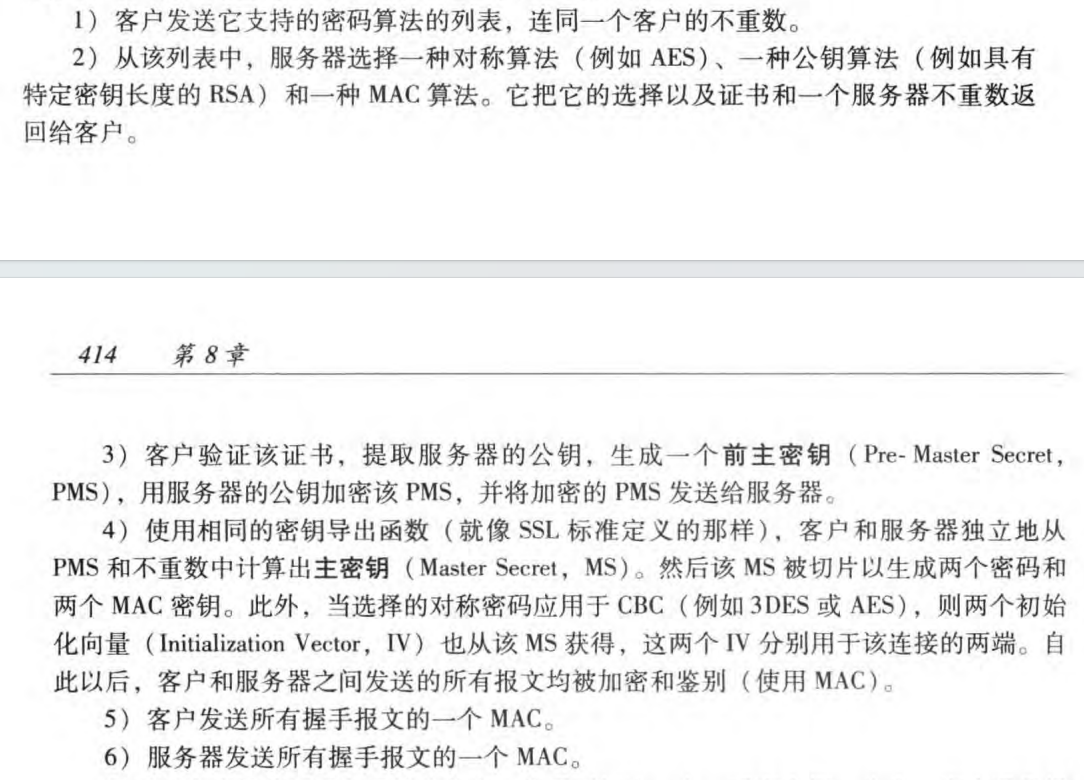 1) 客户发送它支持的密码算法的列表，连同一个客户的不重数。
2) 从该列表中，服务器选择一种对称算法（例如 AES）、一种公钥算法（例如具有
特定密钥长度的 RSA）和一种 MAC 算法。它把它的选择以及证书和一个服务器不重数返
回给客户。
414 第 8 章
3) 客户验证该证书，提取服务器的公钥，生成一个前主密钥（Pre- Master Secret，
PMS），用服务器的公钥加密该 PMS，并将加密的 PMS 发送给服务器。
4) 使用相同的密钥导出函数（就像 SSL 标准定义的那样），客户和服务器独立地从
PMS 和不重数中计算出主密钥（Master Secret，MS）。然后该 MS 被切片以生成两个密码和
两个 MAC 密钥。此外，当选择的对称密码应用于 CBC（例如 3DES 或 AES），则两个初始
化向量（Initialization Vector，IV）也从该 MS 获得，这两个 IV 分别用于该连接的两端。自
此以后，客户和服务器之间发送的所有报文均被加密和鉴别（使用 MAC）。
5) 客户发送所有握手报文的一个 MAC。
6) 服务器发送所有握手报文的一个 MAC。